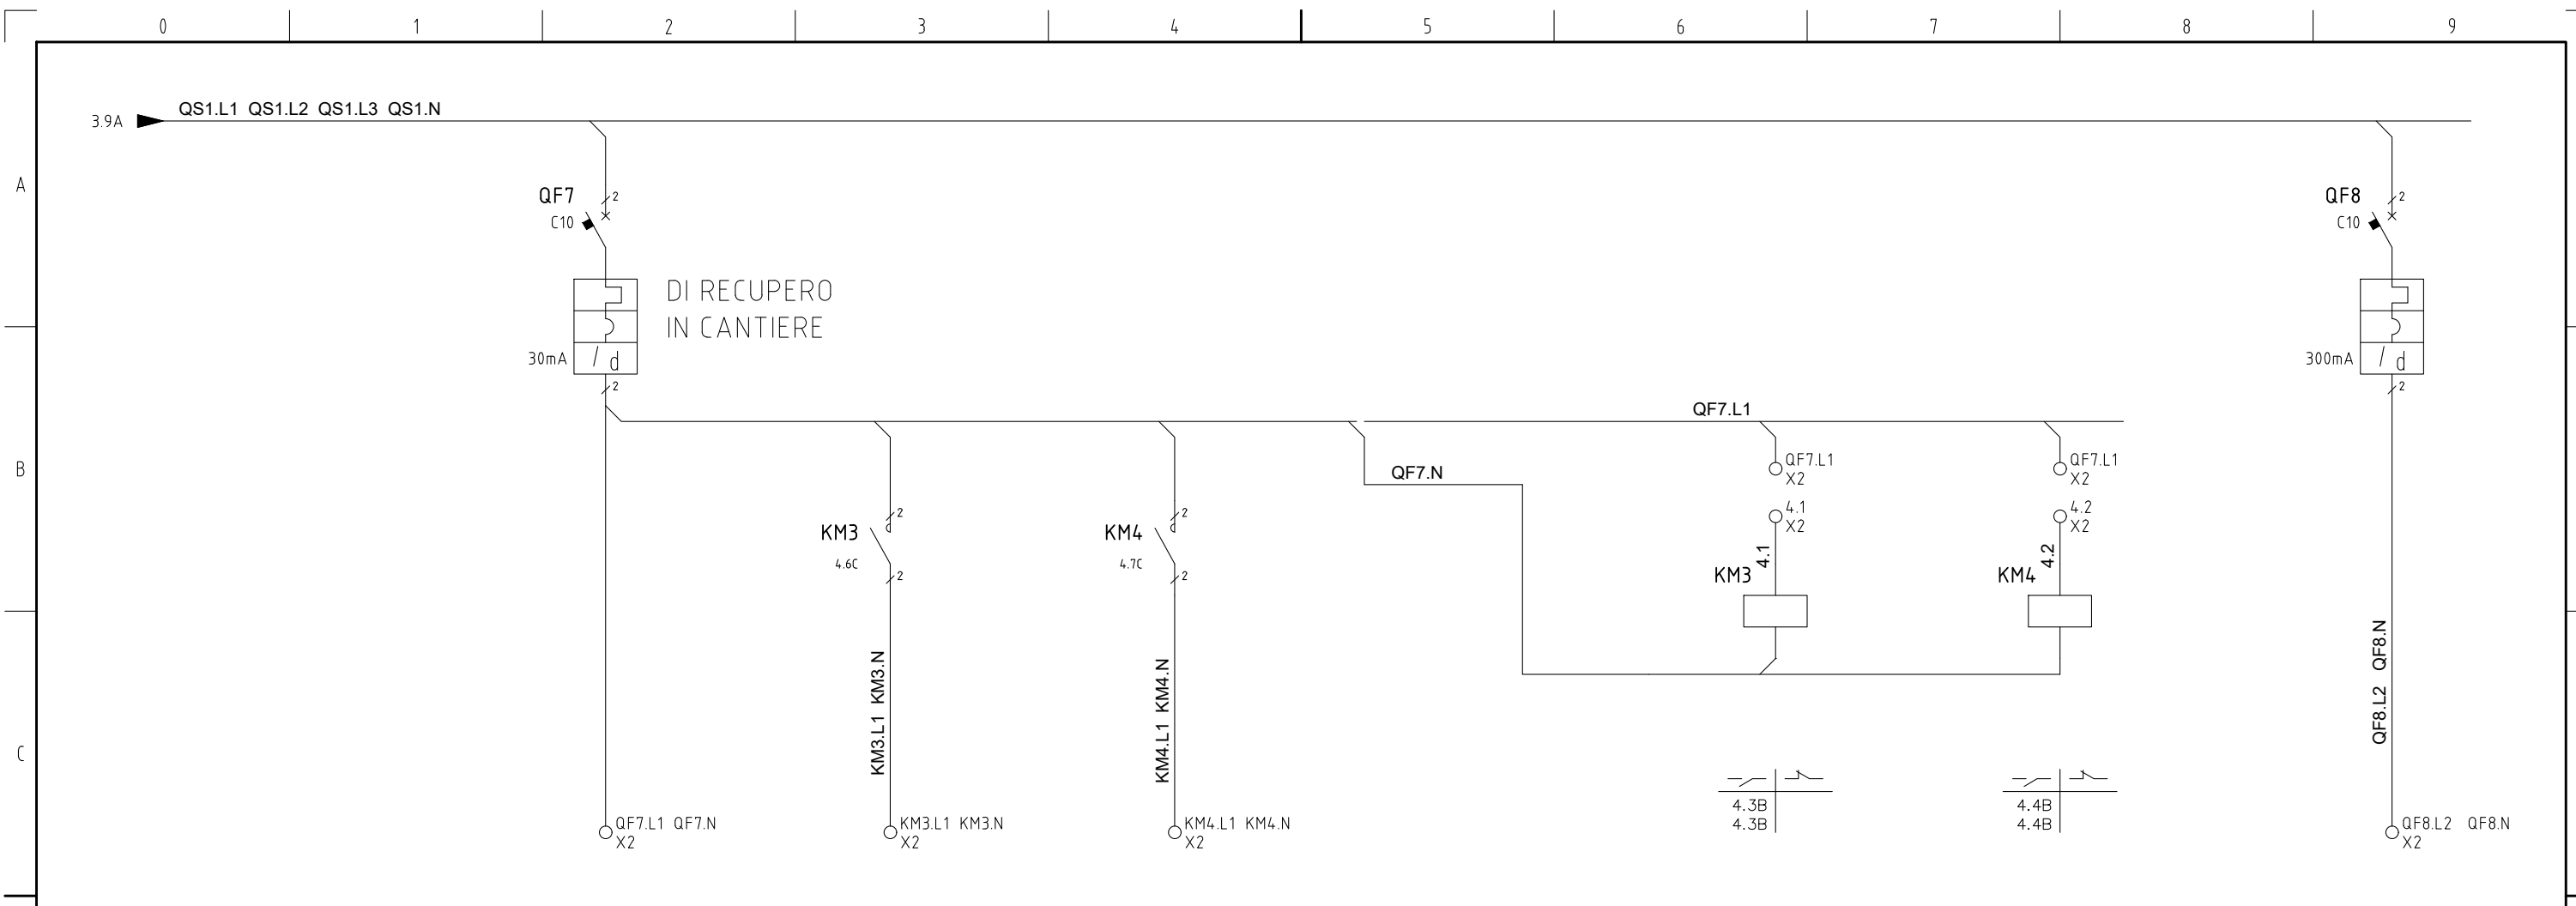 0 1 2 3 4 5 6 7 8 9
QS1.L1 QS1.L2 QS1.L3 QS1.N
3.9A
A
QF7
2
C10
QF8
2
C10
DI RECUPERO
IN CANTIERE
30mA
I d
2
300mA
I d
2
QF7.L1
B
QF7.N
QF7.L1
X2
QF7.L1
X2
4.1
X2
4.2
X2
KM3
2
4.6C
2
KM4
2
4.7C
2
4.1
KM3
4.2
KM4
KM3.L1 KM3.N
KM4.L1 KM4.N
QF8.L2 QF8.N
C
4.3B
4.3B
4.4B
4.4B
QF7.L1 QF7.N
X2
KM3.L1 KM3.N
X2
KM4.L1 KM4.N
X2
QF8.L2 QF8.N
X2